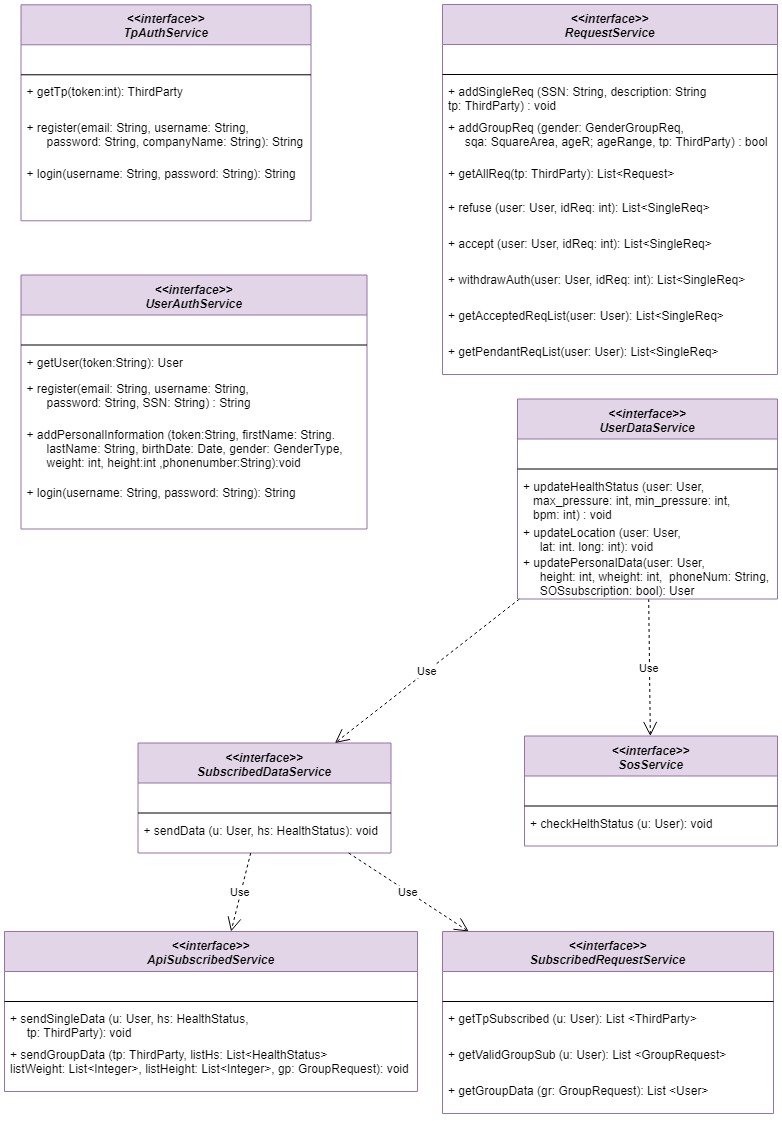 <<interface>>
TpAuthService
+ getTp(token:int): ThirdParty
+ register(email: String, username: String,
password: String, companyName: String): String
+ login(username: String, password: String): String
<<interface>>
RequestService
+ addSingleReq (SSN: String, description: String
tp: ThirdParty) : void
+ addGroupReq (gender: GenderGroupReq,
sqa: SquareArea, ageR; ageRange, tp: ThirdParty) : bool
+ getAllReq(tp: ThirdParty): List<Request>
+ refuse (user: User, idReq: int): List<SingleReq>
+ accept (user: User, idReq: int): List<SingleReq>
+ withdrawAuth(user: User, idReq: int): List<SingleReq>
+ getAcceptedReqList(user: User): List<SingleReq>
+ getPendantReqList(user: User): List<SingleReq>
<<interface>>
UserAuthService
+ getUser(token:String): User
+ register(email: String, username: String,
password: String, SSN: String) : String
+ addPersonalInformation (token:String, firstName: String.
lastName: String, birthDate: Date, gender: GenderType,
weight: int, height:int ,phonenumber:String):void
+ login(username: String, password: String): String
<<interface>>
UserDataService
+ updateHealthStatus (user: User,
max_pressure: int, min_pressure: int,
bpm: int) : void
+ updateLocation (user: User,
lat: int. long: int): void
+ updatePersonalData(user: User,
height: int, wheight: int, phoneNum: String,
SOSsubscription: bool): User
Use
Use
<<interface>>
SubscribedDataService
+ sendData (u: User, hs: HealthStatus): void
<<interface>>
SosService
+ checkHelthStatus (u: User): void
Use
Use
<<interface>>
ApiSubscribedService
+ sendSingleData (u: User, hs: HealthStatus,
tp: ThirdParty): void
+ sendGroupData (tp: ThirdParty, listHs: List<HealthStatus>
listWeight: List<Integer>, listHeight: List<Integer>, gp: GroupRequest): void
<<interface>>
SubscribedRequestService
+ getTpSubscribed (u: User): List <ThirdParty>
+ getValidGroupSub (u: User): List <GroupRequest>
+ getGroupData (gr: GroupRequest): List <User>